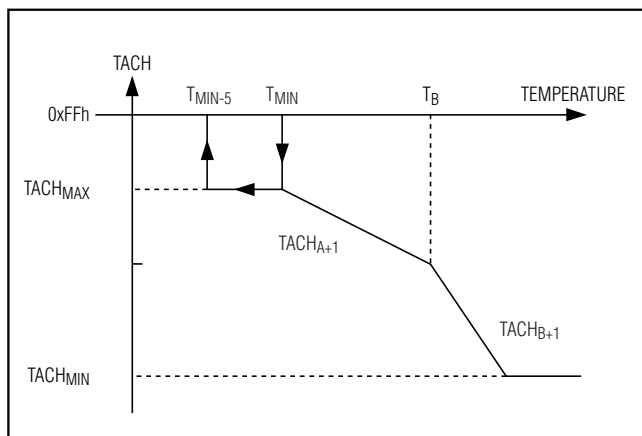 TACH
T_MIN-5 T_MIN T_B TEMPERATURE
0xFFh
TACH_MAX
TACH_A+1
TACH_B+1
TACH_MIN